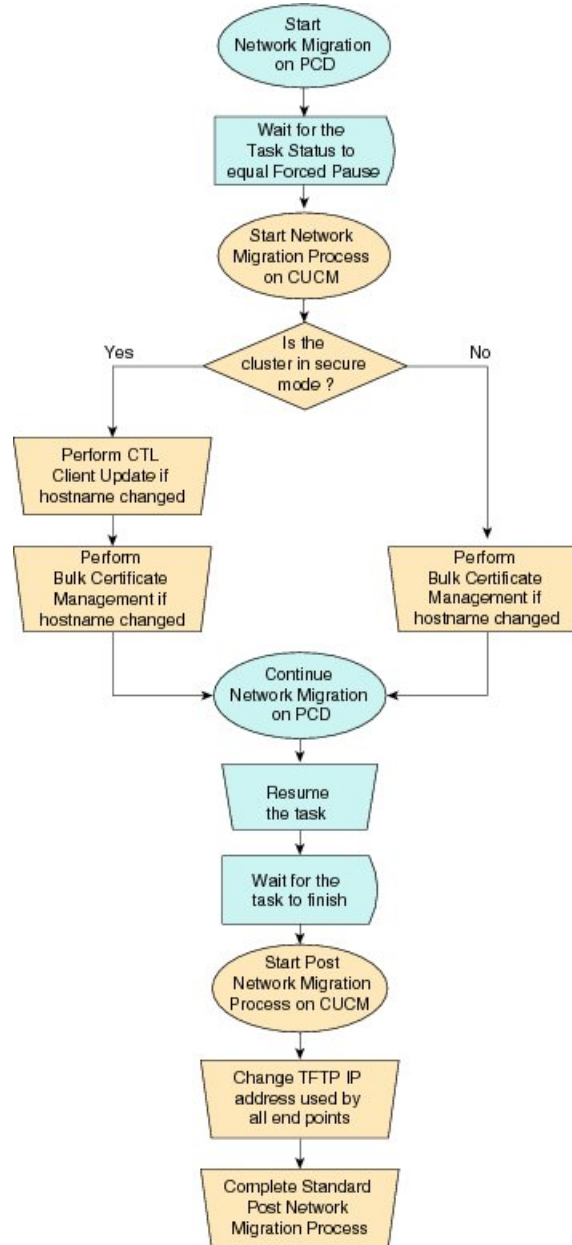 Start
Network Migration
on PCD
Wait for the
Task Status to
equal Forced Pause
Start Network
Migration Process
on CUCM
Is the
cluster in secure
mode ?
Yes
No
Perform CTL
Client Update if
hostname changed
Perform
Bulk Certificate
Management if
hostname changed
Perform
Bulk Certificate
Management if
hostname changed
Continue
Network Migration
on PCD
Resume
the task
Wait for the
task to finish
Start Post
Network Migration
Process on CUCM
Change TFTP IP
address used by
all end points
Complete Standard
Post Network
Migration Process